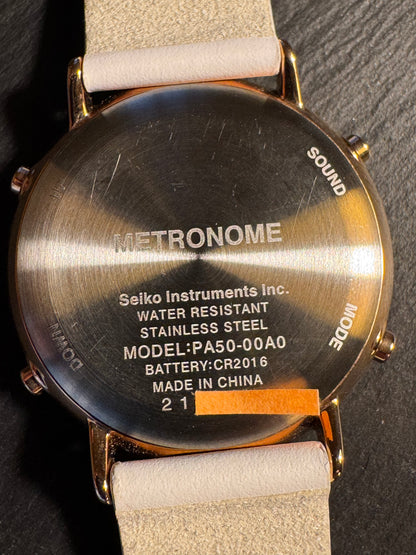 SOUND
METRONOME
Seiko Instruments Inc.
WATER RESISTANT
STAINLESS STEEL
MODEL:PA50-00A0
BATTERY:CR2016
MADE IN CHINA
21
DOWN
MODE